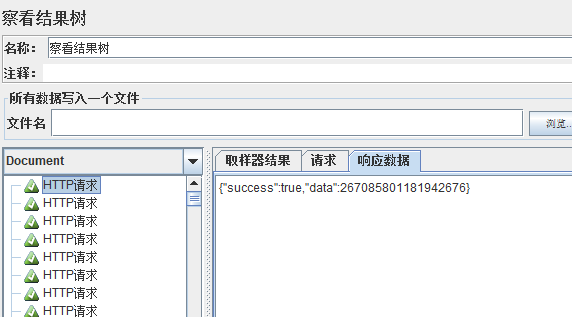 察看结果树
名称： 察看结果树
注释：
所有数据写入一个文件
文件名 浏览...
Document
取样器结果 请求 响应数据
HTTP请求
HTTP请求
HTTP请求
HTTP请求
HTTP请求
HTTP请求
HTTP请求
HTTP请求
{"success":true,"data":267085801181942676}